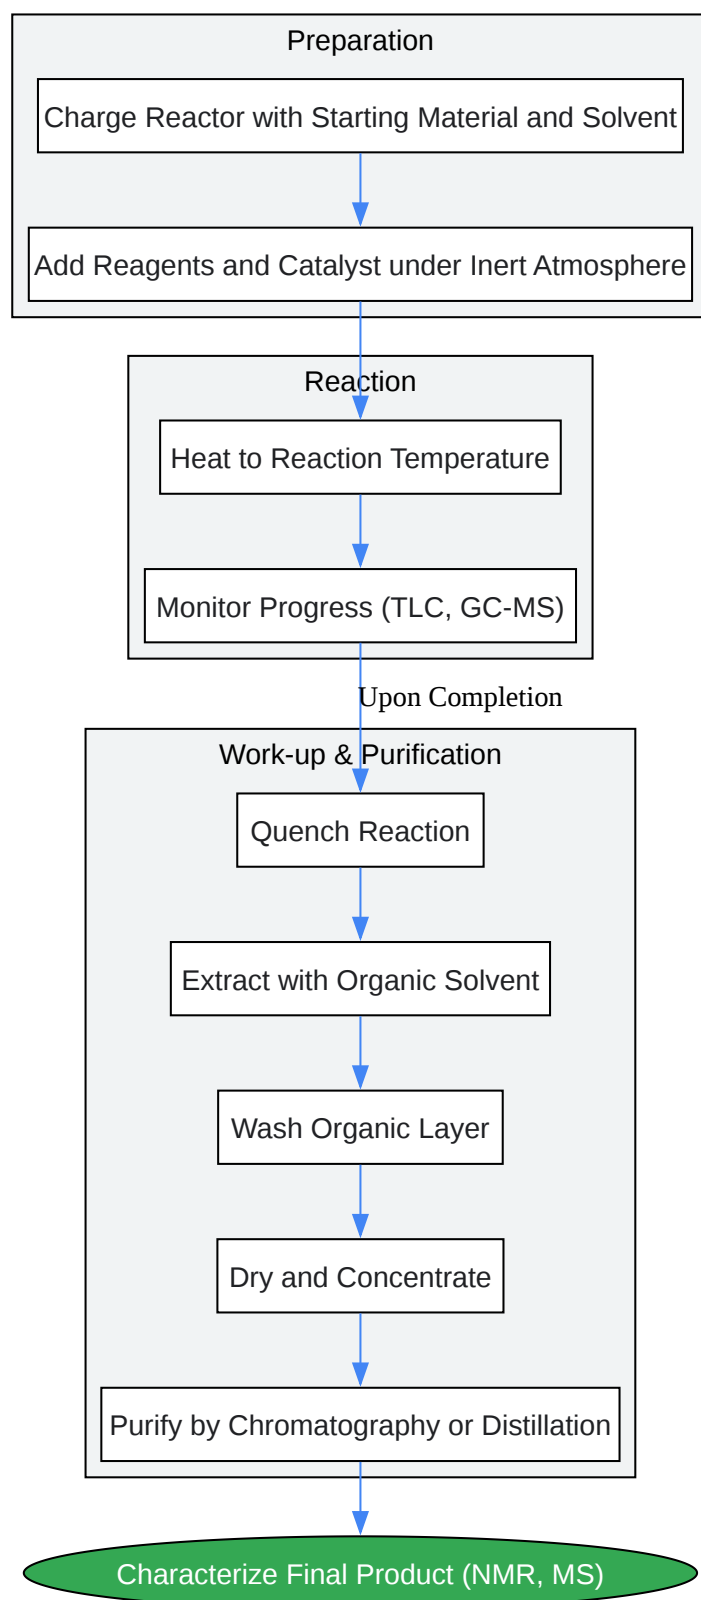 Preparation
Charge Reactor with Starting Material and Solvent
Add Reagents and Catalyst under Inert Atmosphere
Reaction
Heat to Reaction Temperature
Monitor Progress (TLC, GC-MS)
Upon Completion
Work-up & Purification
Quench Reaction
Extract with Organic Solvent
Wash Organic Layer
Dry and Concentrate
Purify by Chromatography or Distillation
Characterize Final Product (NMR, MS)